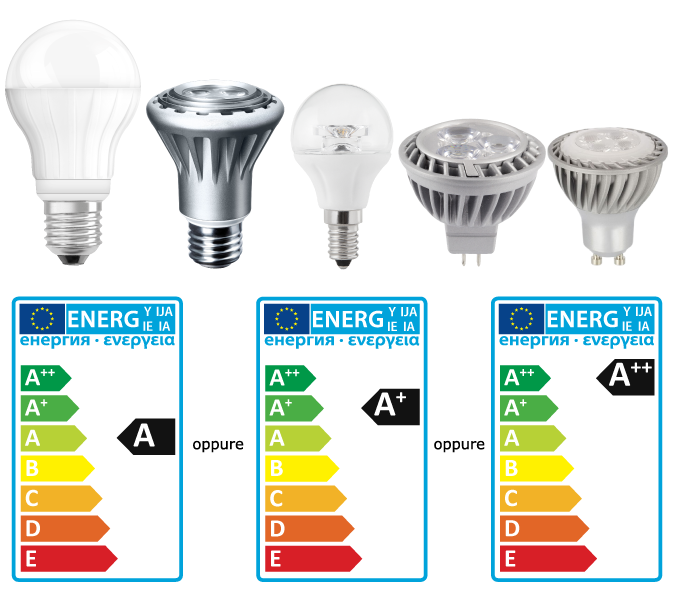 ENERG Y IJA
IE IA
енергия · ενεργεια
A++
A+
A
B
C
D
E
A
oppure
ENERG Y IJA
IE IA
енергия · ενεργεια
A++
A+
A
B
C
D
E
A+
oppure
ENERG Y IJA
IE IA
енергия · ενεργεια
A++
A+
A
B
C
D
E
A++